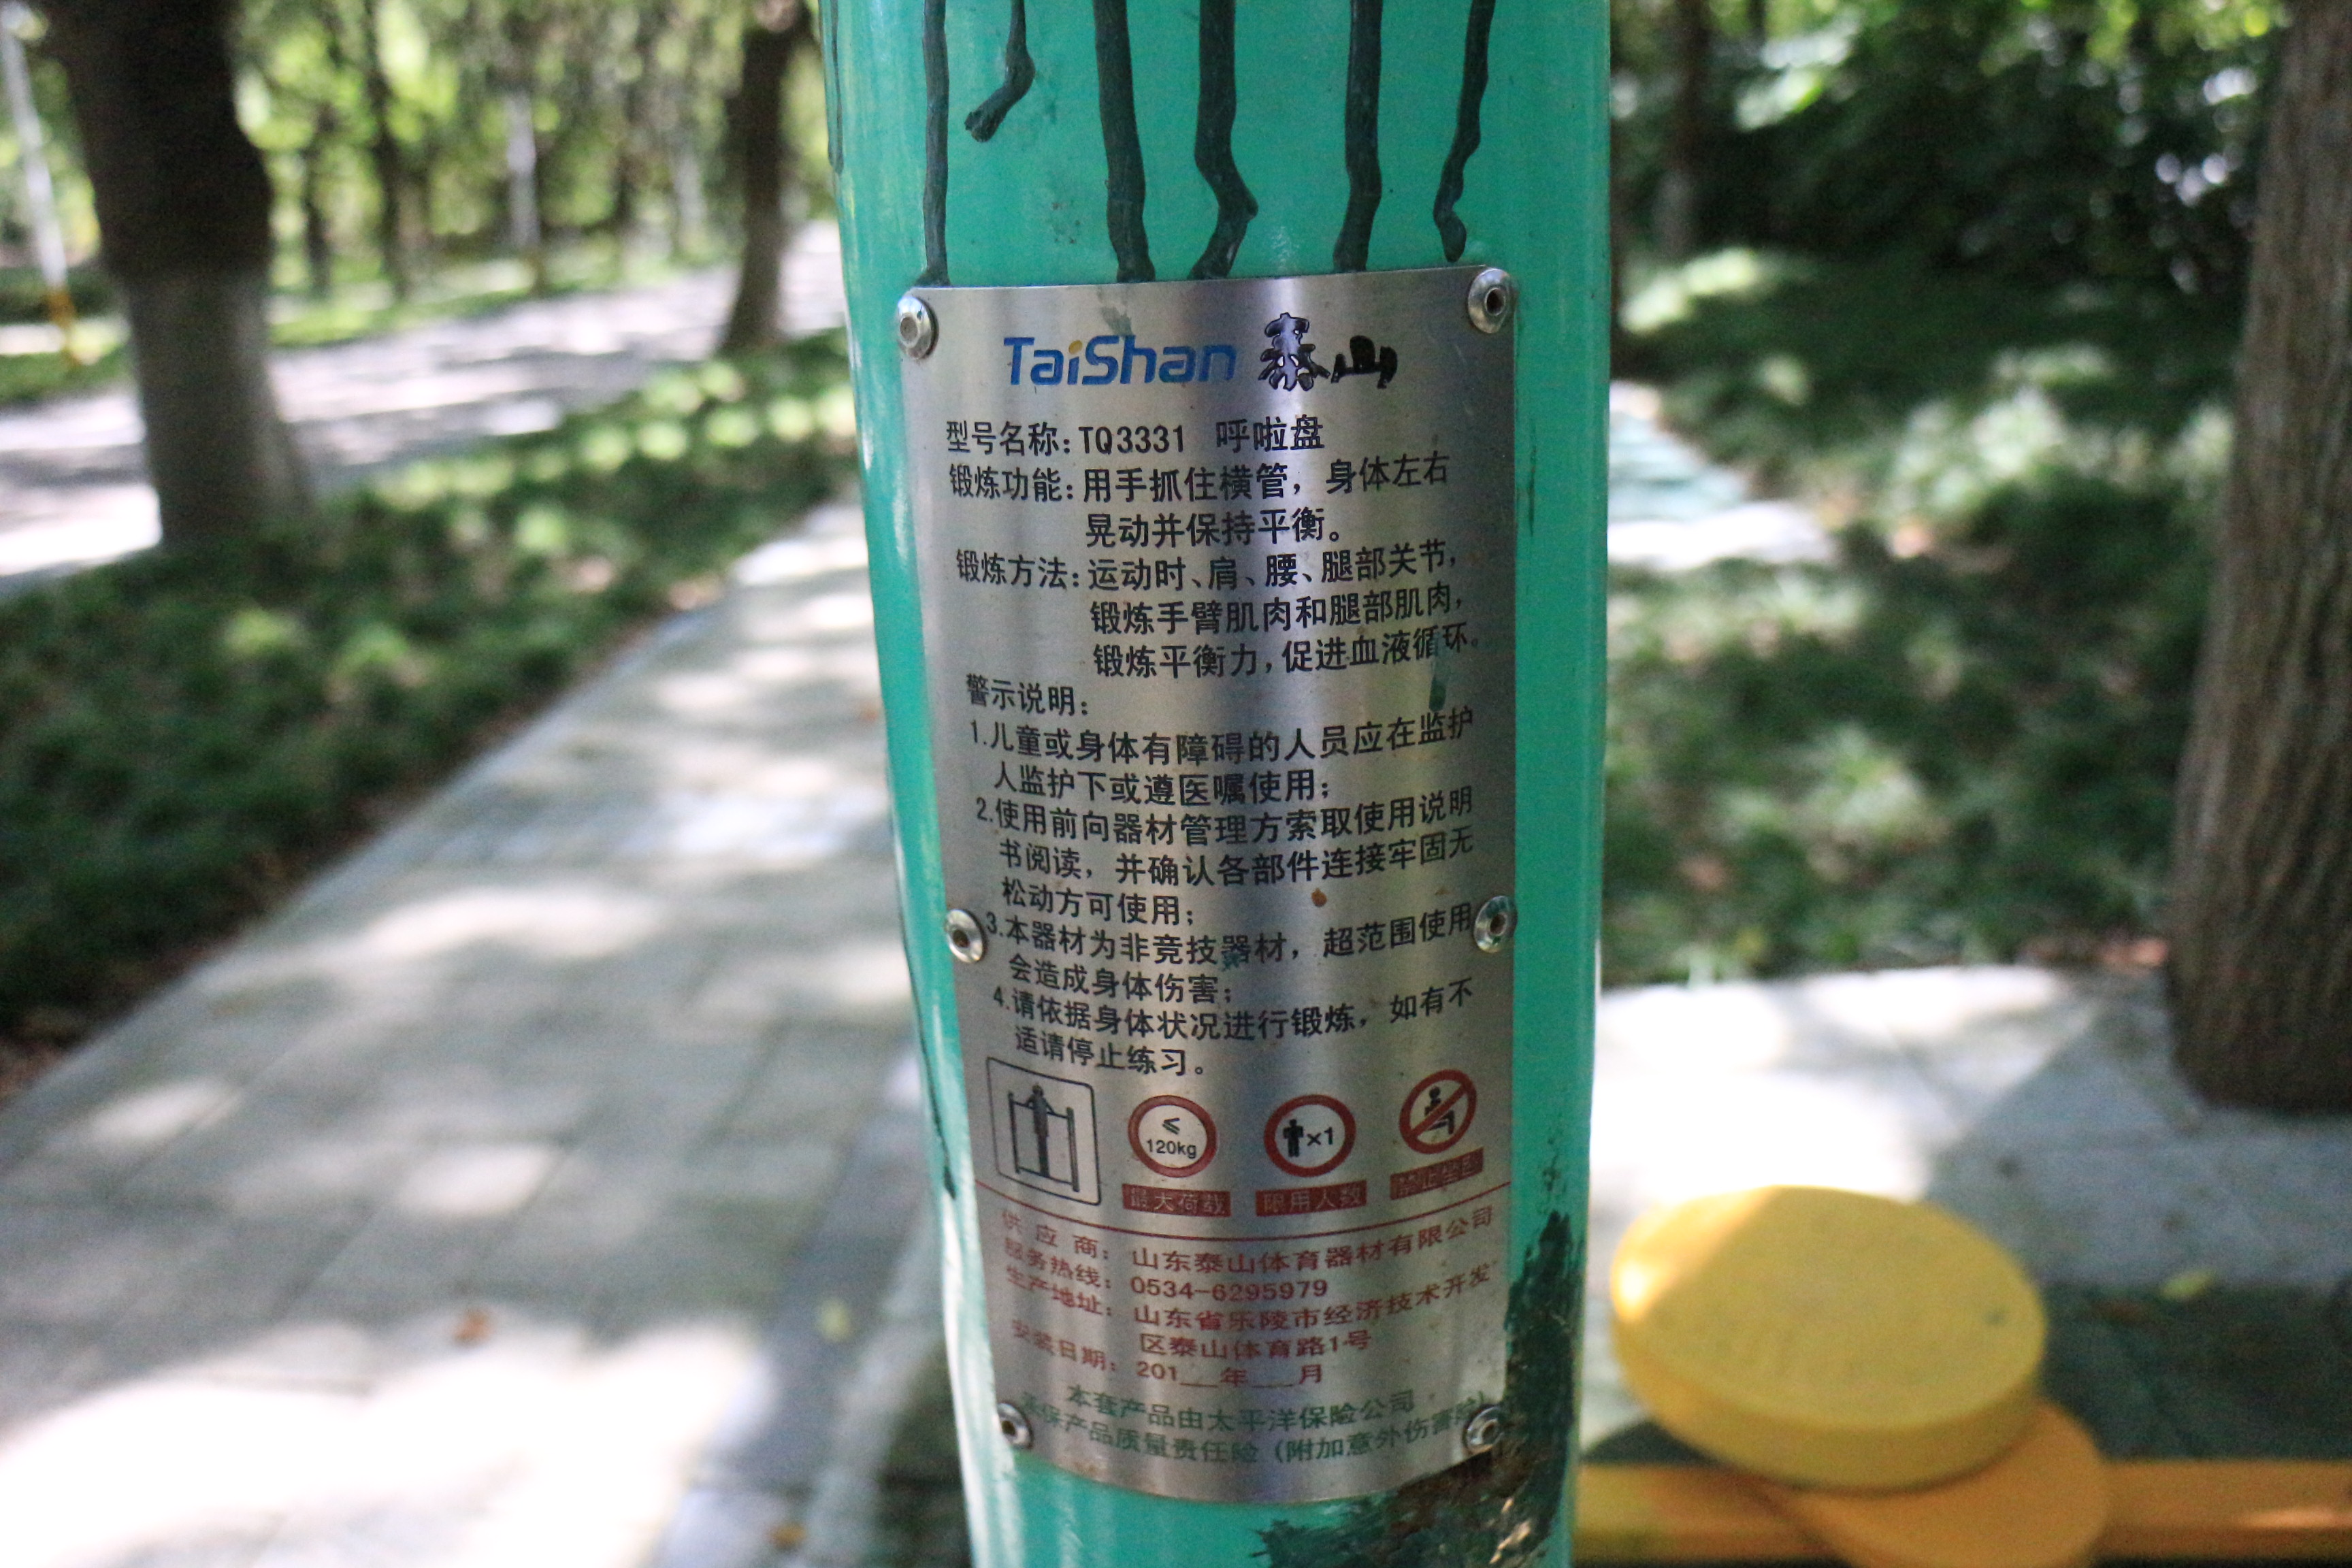 TaiShan 泰山
型号名称：TQ3331 呼啦盘
锻炼功能：用手抓住横管，身体左右
晃动并保持平衡。
锻炼方法：运动时、肩、腰、腿部关节，
锻炼手臂肌肉和腿部肌肉，
锻炼平衡力，促进血液循环。
警示说明：
1.儿童或身体有障碍的人员应在监护
人监护下或遵医嘱使用；
2.使用前向器材管理方索取使用说明
书阅读，并确认各部件连接牢固无
松动方可使用；
3.本器材为非竞技器材，超范围使用
会造成身体伤害；
4.请依据身体状况进行锻炼，如有不
适请停止练习。
≤
120kg
×1
最大荷载 限用人数 禁止坐
供应商：山东泰山体育器材有限公司
服务热线：0534-6295979
生产地址：山东省乐陵市经济技术开发
区泰山体育路1号
安装日期：201__年__月
本套产品由太平洋保险公司
承保产品质量责任险（附加意外伤害险）